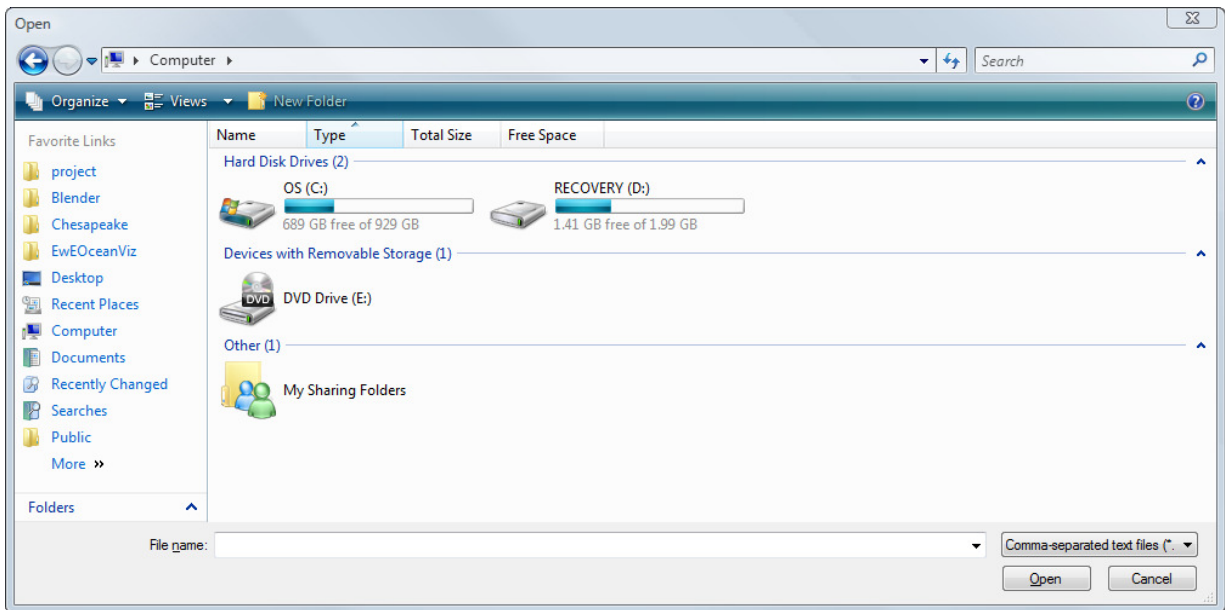 Open
Computer
Search
Organize Views New Folder
Favorite Links
project
Blender
Chesapeake
EwEOceanViz
Desktop
Recent Places
Computer
Documents
Recently Changed
Searches
Public
More »
Folders
Name Type Total Size Free Space
Hard Disk Drives (2)
OS (C:)
689 GB free of 929 GB
RECOVERY (D:)
1.41 GB free of 1.99 GB
Devices with Removable Storage (1)
DVD
DVD Drive (E:)
Other (1)
My Sharing Folders
File name:
Comma-separated text files (*.
Open Cancel